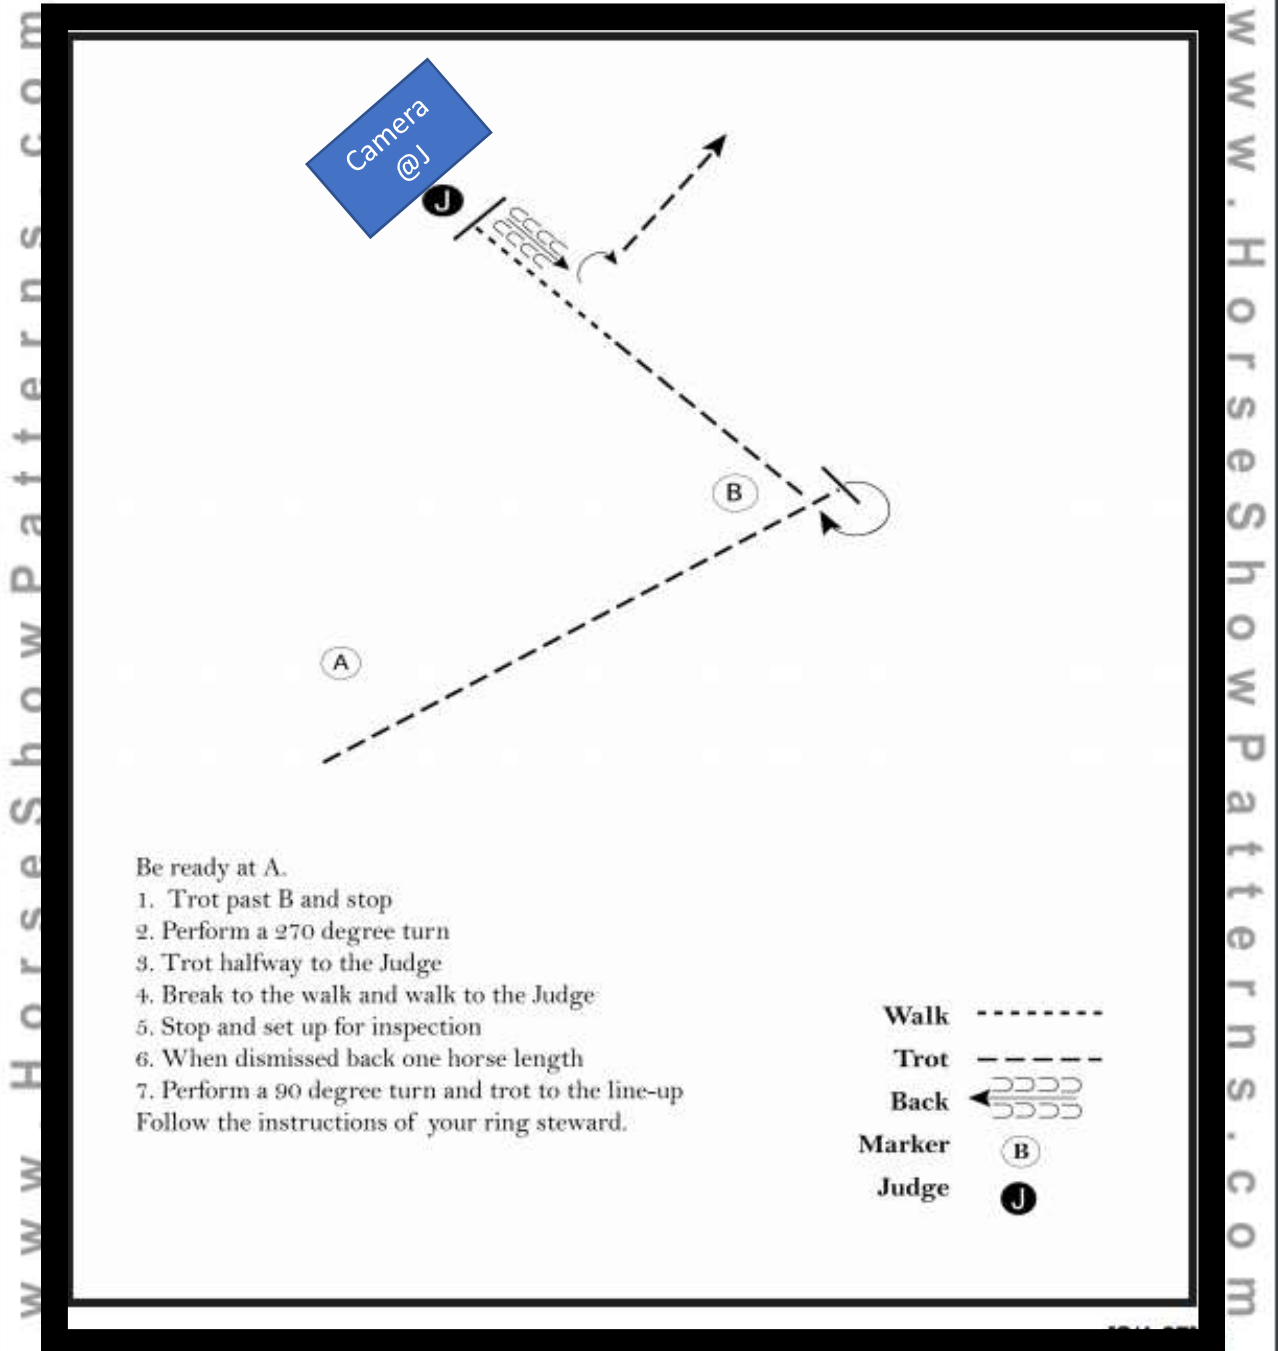 www.HorseShowPatterns.com
Camera
@J
J
B
A
Be ready at A.
1. Trot past B and stop
2. Perform a 270 degree turn
3. Trot halfway to the Judge
4. Break to the walk and walk to the Judge
5. Stop and set up for inspection
6. When dismissed back one horse length
7. Perform a 90 degree turn and trot to the line-up
Follow the instructions of your ring steward.
Walk
Trot
Back
Marker B
Judge J
www.HorseShowPatterns.com